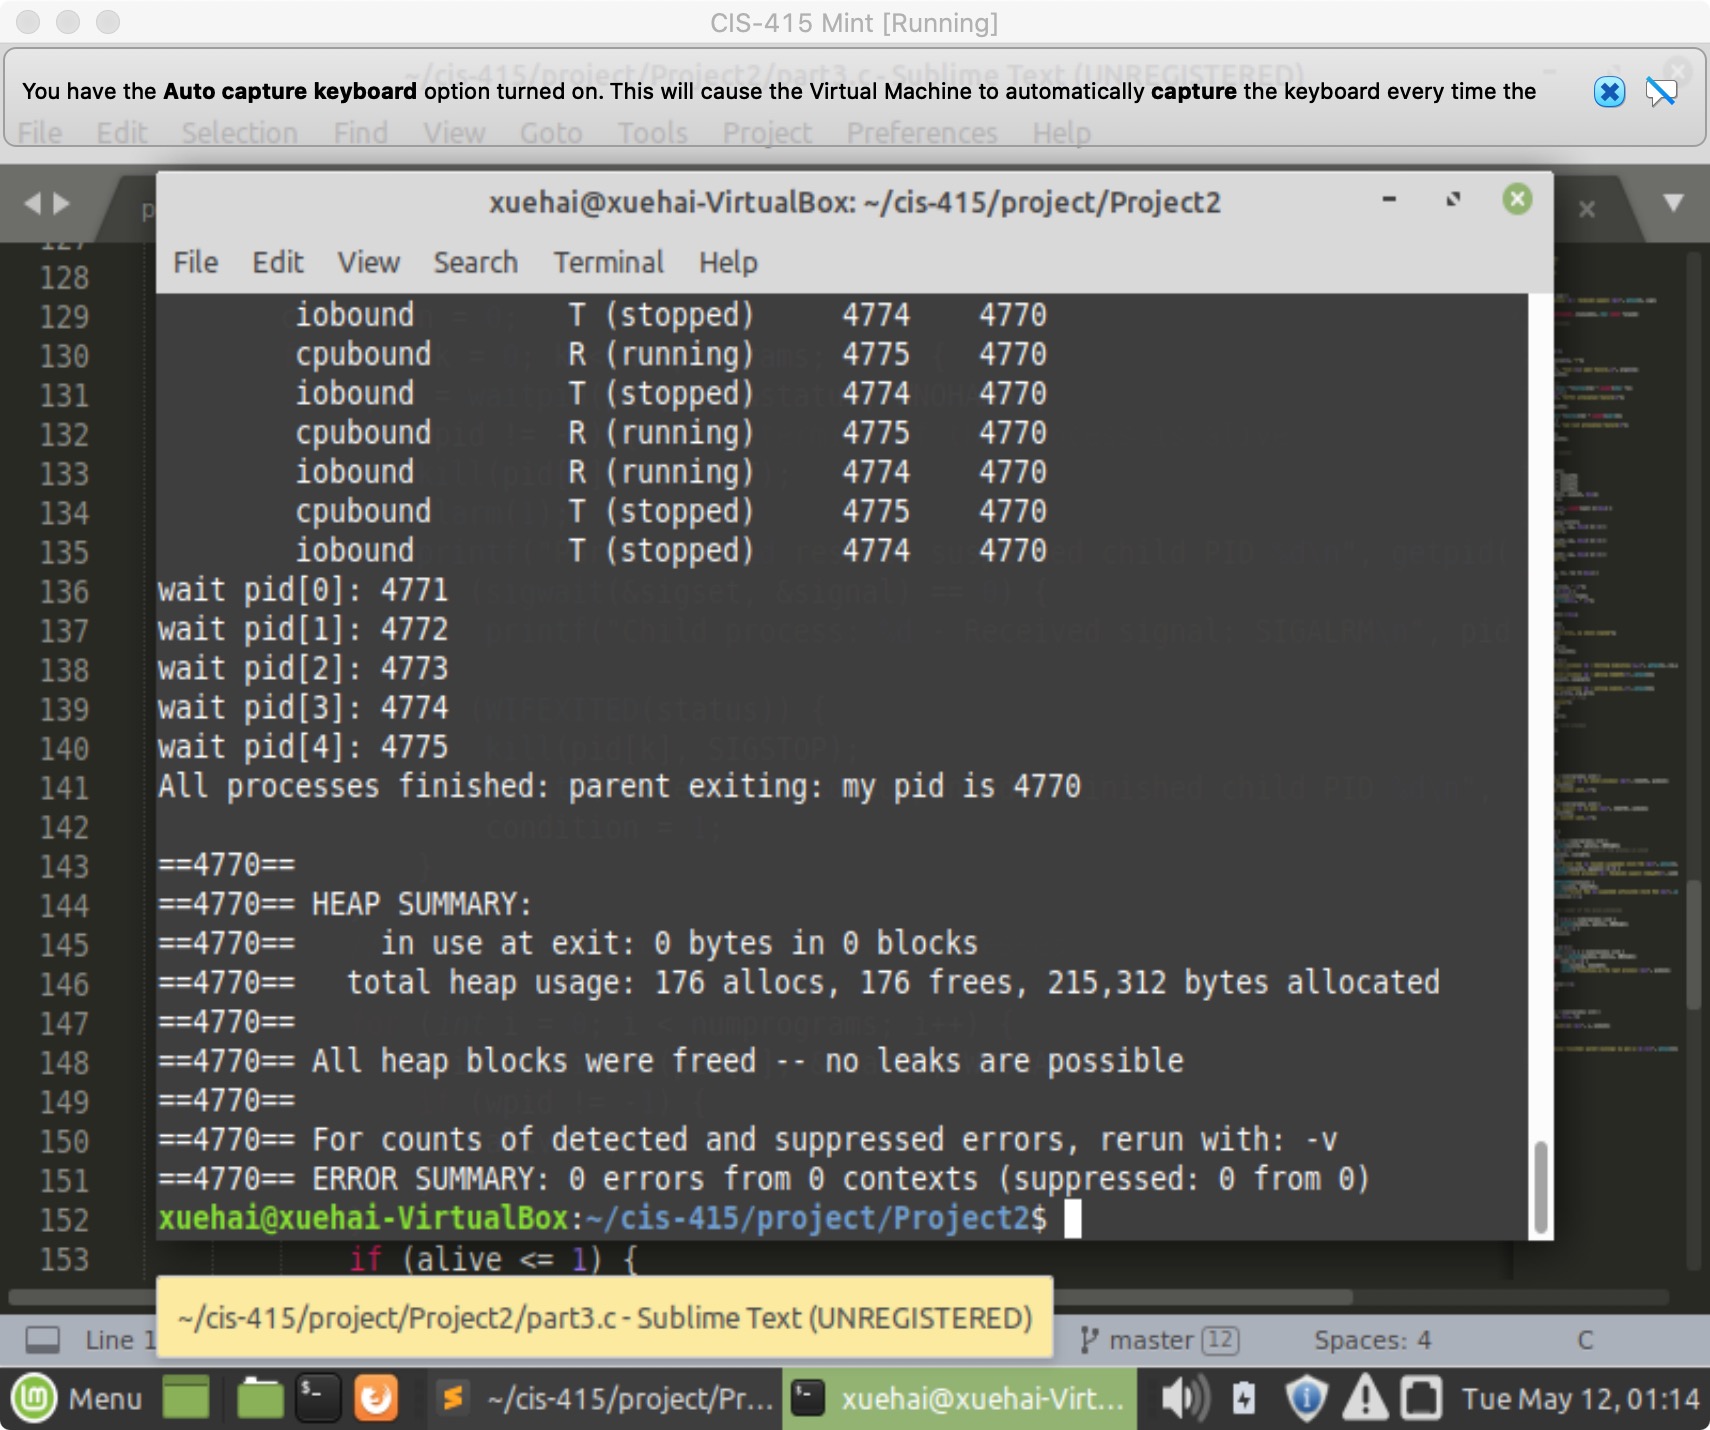 CIS-415 Mint [Running]
~/cis-415/project/Project2/part3.c - Sublime Text (UNREGISTERED)
You have the Auto capture keyboard option turned on. This will cause the Virtual Machine to automatically capture the keyboard every time the
File Edit Selection Find View Goto Tools Project Preferences Help
xuehai@xuehai-VirtualBox: ~/cis-415/project/Project2
File Edit View Search Terminal Help
127
128
129 iobound T (stopped) 4774 4770
130 cpubound R (running) 4775 4770
131 iobound T (stopped) 4774 4770
132 cpubound R (running) 4775 4770
133 iobound R (running) 4774 4770
134 cpubound T (stopped) 4775 4770
135 iobound T (stopped) 4774 4770
136 wait pid[0]: 4771
137 wait pid[1]: 4772
138 wait pid[2]: 4773
139 wait pid[3]: 4774
140 wait pid[4]: 4775
141 All processes finished: parent exiting: my pid is 4770
142 condition = 1;
143 ==4770==
144 ==4770== HEAP SUMMARY:
145 ==4770== in use at exit: 0 bytes in 0 blocks
146 ==4770== total heap usage: 176 allocs, 176 frees, 215,312 bytes allocated
147 ==4770==
148 ==4770== All heap blocks were freed -- no leaks are possible
149 ==4770==
150 ==4770== For counts of detected and suppressed errors, rerun with: -v
151 ==4770== ERROR SUMMARY: 0 errors from 0 contexts (suppressed: 0 from 0)
152 xuehai@xuehai-VirtualBox:~/cis-415/project/Project2$
153 if (alive <= 1) {
~/cis-415/project/Project2/part3.c - Sublime Text (UNREGISTERED)
Line 1 master 12 Spaces: 4 C
Menu ~/cis-415/project/Pr... xuehai@xuehai-Virt... Tue May 12, 01:14